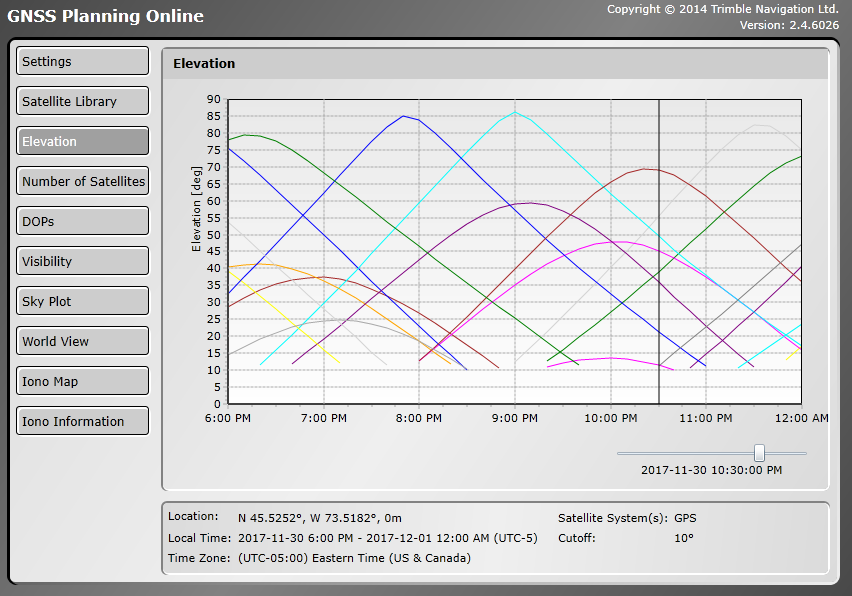 GNSS Planning Online
Copyright © 2014 Trimble Navigation Ltd.
Version: 2.4.6026
Settings
Satellite Library
Elevation
Number of Satellites
DOPs
Visibility
Sky Plot
World View
Iono Map
Iono Information
Elevation
Elevation [deg]
90
85
80
75
70
65
60
55
50
45
40
35
30
25
20
15
10
5
0
6:00 PM 7:00 PM 8:00 PM 9:00 PM 10:00 PM 11:00 PM 12:00 AM
2017-11-30 10:30:00 PM
Location: N 45.5252°, W 73.5182°, 0m Satellite System(s): GPS
Local Time: 2017-11-30 6:00 PM - 2017-12-01 12:00 AM (UTC-5) Cutoff: 10°
Time Zone: (UTC-05:00) Eastern Time (US & Canada)